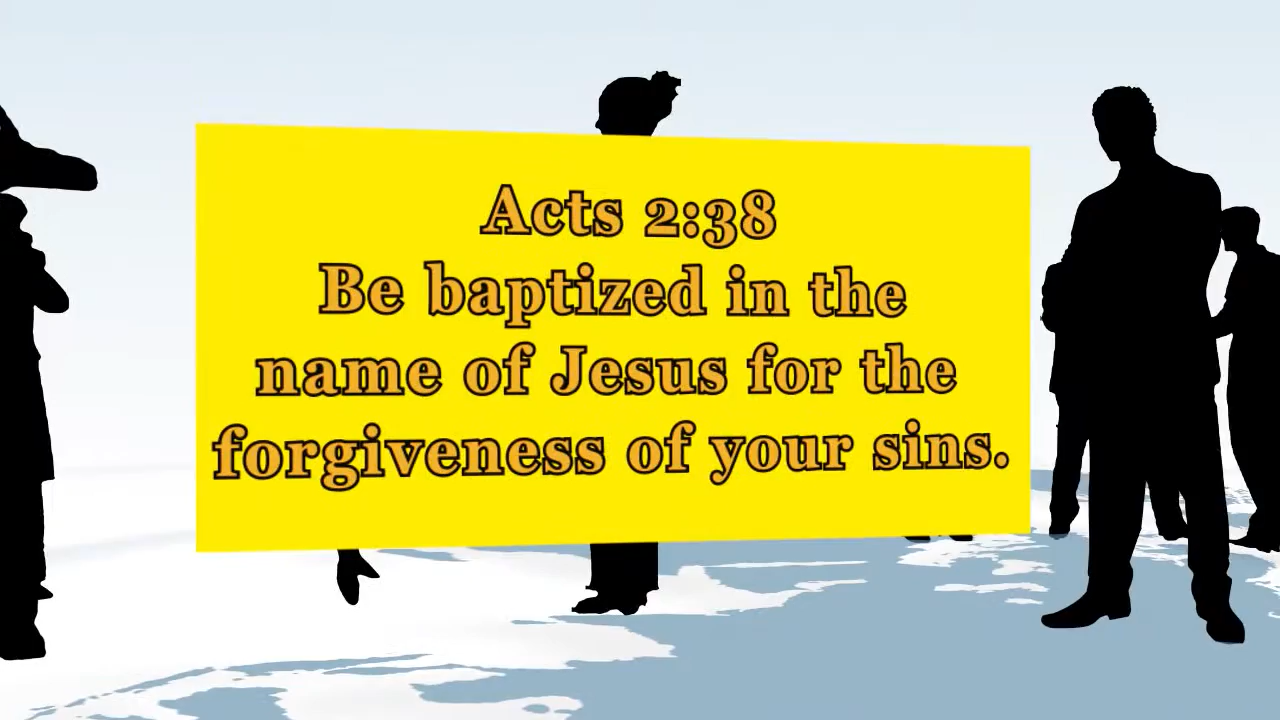 Acts 2:38
Be baptized in the
name of Jesus for the
forgiveness of your sins.